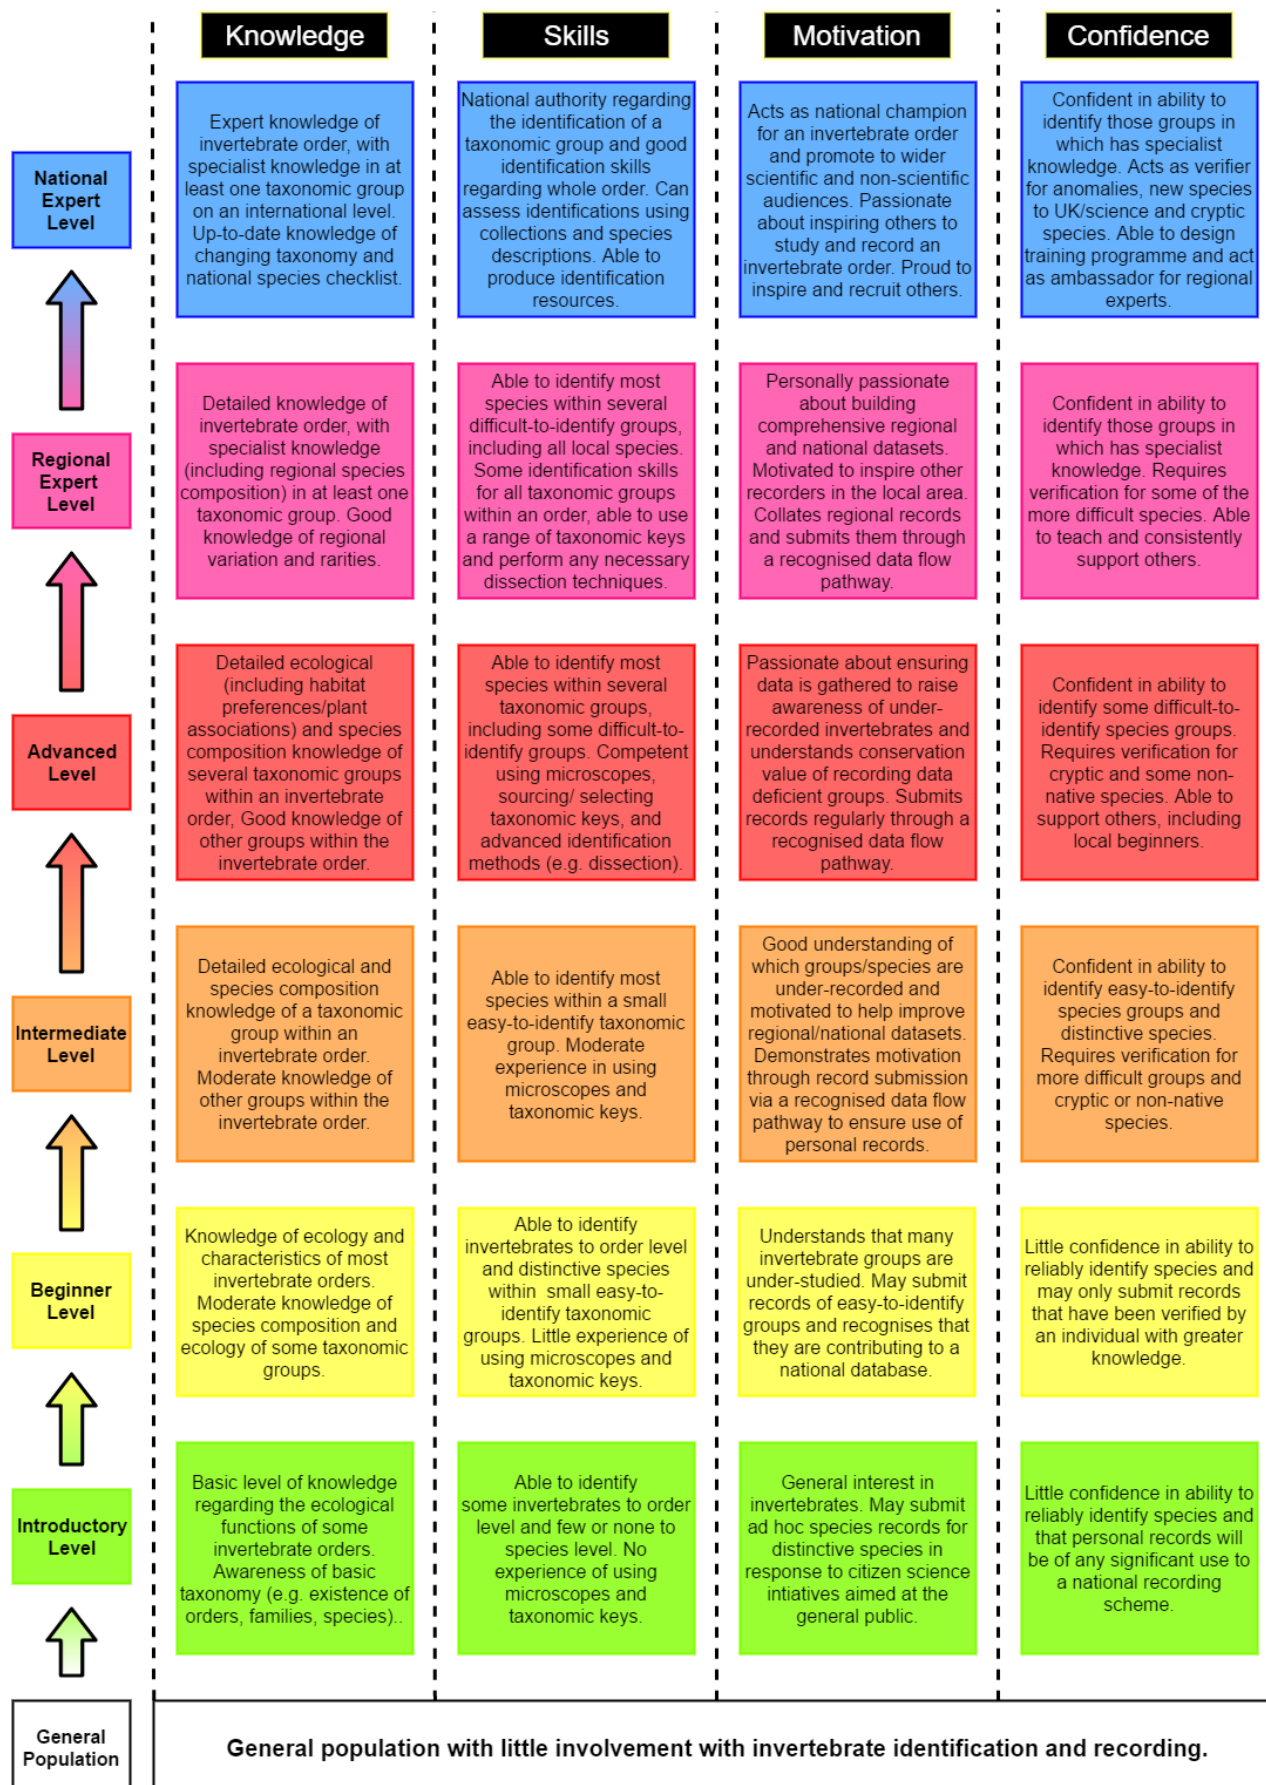 Knowledge
Skills
Motivation
Confidence
National
Expert
Level
Expert knowledge of
invertebrate order, with
specialist knowledge in at
least one taxonomic group
on an international level.
Up-to-date knowledge of
changing taxonomy and
national species checklist.
National authority regarding
the identification of a
taxonomic group and good
identification skills
regarding whole order. Can
assess identifications using
collections and species
descriptions. Able to
produce identification
resources.
Acts as national champion
for an invertebrate order
and promote to wider
scientific and non-scientific
audiences. Passionate
about inspiring others to
study and record an
invertebrate order. Proud to
inspire and recruit others.
Confident in ability to
identify those groups in
which has specialist
knowledge. Acts as verifier
for anomalies, new species
to UK/science and cryptic
species. Able to design
training programme and act
as ambassador for regional
experts.
Regional
Expert
Level
Detailed knowledge of
invertebrate order, with
specialist knowledge
(including regional species
composition) in at least one
taxonomic group. Good
knowledge of regional
variation and rarities.
Able to identify most
species within several
difficult-to-identify groups,
including all local species.
Some identification skills
for all taxonomic groups
within an order, able to use
a range of taxonomic keys
and perform any necessary
dissection techniques.
Personally passionate
about building
comprehensive regional
and national datasets.
Motivated to inspire other
recorders in the local area.
Collates regional records
and submits them through
a recognised data flow
pathway.
Confident in ability to
identify those groups in
which has specialist
knowledge. Requires
verification for some of the
more difficult species. Able
to teach and consistently
support others.
Advanced
Level
Detailed ecological
(including habitat
preferences/plant
associations) and species
composition knowledge of
several taxonomic groups
within an invertebrate
order, Good knowledge of
other groups within the
invertebrate order.
Able to identify most
species within several
taxonomic groups,
including some difficult-to-
identify groups. Competent
using microscopes,
sourcing/ selecting
taxonomic keys, and
advanced identification
methods (e.g. dissection).
Passionate about ensuring
data is gathered to raise
awareness of under-
recorded invertebrates and
understands conservation
value of recording data
deficient groups. Submits
records regularly through a
recognised data flow
pathway.
Confident in ability to
identify some difficult-to-
identify species groups.
Requires verification for
cryptic and some non-
native species. Able to
support others, including
local beginners.
Intermediate
Level
Detailed ecological and
species composition
knowledge of a taxonomic
group within an
invertebrate order.
Moderate knowledge of
other groups within the
invertebrate order.
Able to identify most
species within a small
easy-to-identify taxonomic
group. Moderate
experience in using
microscopes and
taxonomic keys.
Good understanding of
which groups/species are
under-recorded and
motivated to help improve
regional/national datasets.
Demonstrates motivation
through record submission
via a recognised data flow
pathway to ensure use of
personal records.
Confident in ability to
identify easy-to-identify
species groups and
distinctive species.
Requires verification for
more difficult groups and
cryptic or non-native
species.
Beginner
Level
Knowledge of ecology and
characteristics of most
invertebrate orders.
Moderate knowledge of
species composition and
ecology of some taxonomic
groups.
Able to identify
invertebrates to order level
and distinctive species
within small easy-to-
identify taxonomic
groups. Little experience of
using microscopes and
taxonomic keys.
Understands that many
invertebrate groups are
under-studied. May submit
records of easy-to-identify
groups and recognises that
they are contributing to a
national database.
Little confidence in ability to
reliably identify species and
may only submit records
that have been verified by
an individual with greater
knowledge.
Introductory
Level
Basic level of knowledge
regarding the ecological
functions of some
invertebrate orders.
Awareness of basic
taxonomy (e.g. existence of
orders, families, species)..
Able to identify
some invertebrates to order
level and few or none to
species level. No
experience of using
microscopes and
taxonomic keys.
General interest in
invertebrates. May submit
ad hoc species records for
distinctive species in
response to citizen science
intiatives aimed at the
general public.
Little confidence in ability to
reliably identify species and
that personal records will
be of any significant use to
a national recording
scheme.
General
Population
General population with little involvement with invertebrate identification and recording.